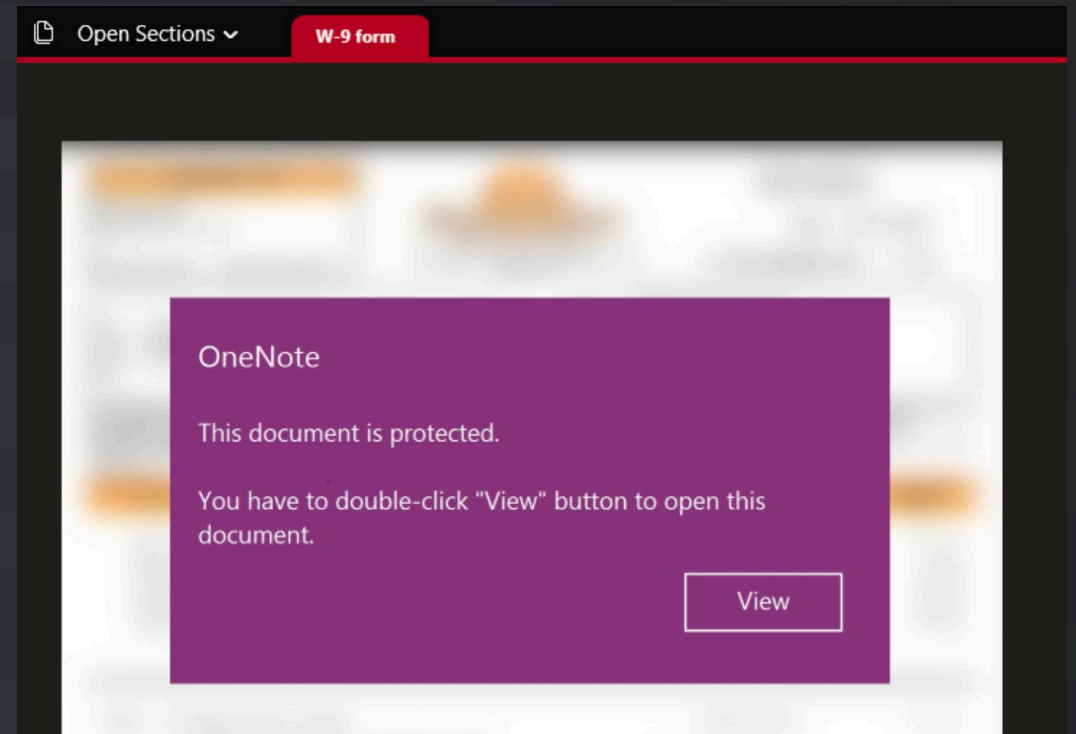 Open Sections
W-9 form
OneNote
This document is protected.
You have to double-click "View" button to open this
document.
View